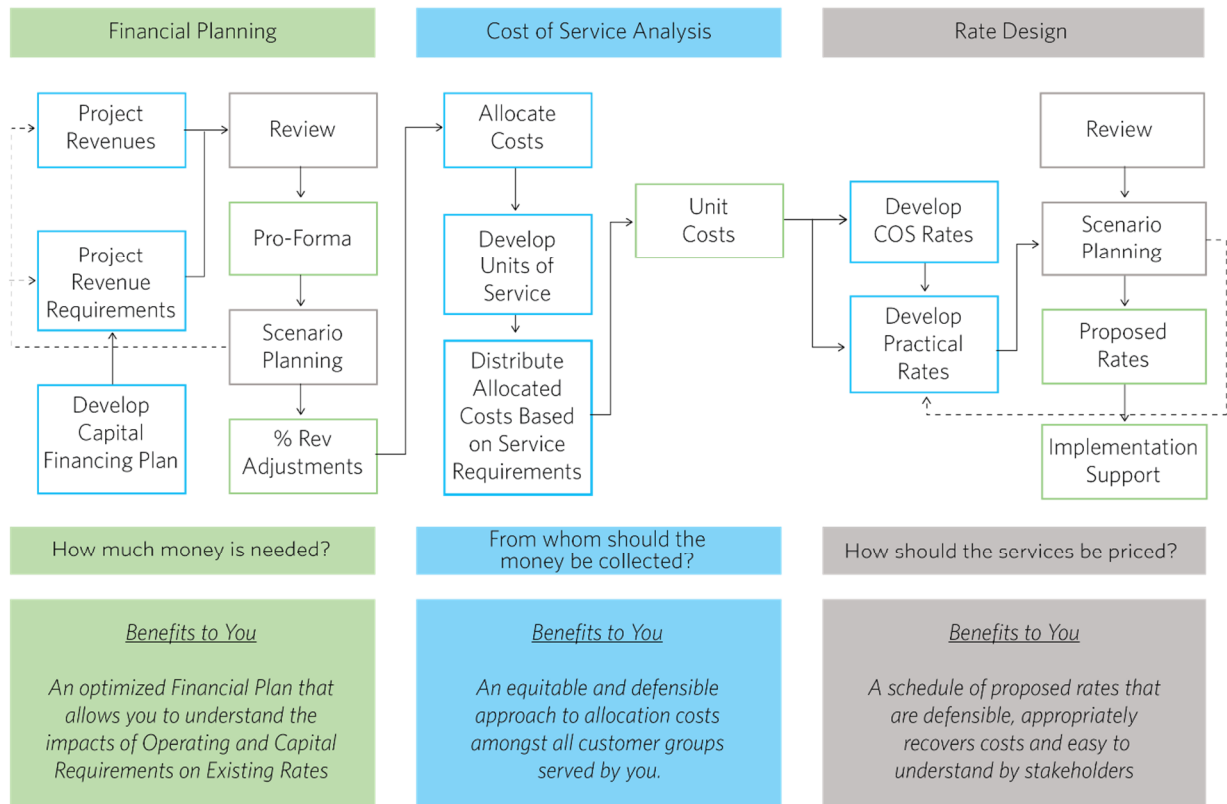 Financial Planning
Cost of Service Analysis
Rate Design
Project
Revenues
Review
Project
Revenue
Requirements
Pro-Forma
Scenario
Planning
Develop
Capital
Financing Plan
% Rev
Adjustments
Allocate
Costs
Develop
Units of
Service
Distribute
Allocated
Costs Based
on Service
Requirements
Unit
Costs
Develop
COS Rates
Develop
Practical
Rates
Review
Scenario
Planning
Proposed
Rates
Implementation
Support
How much money is needed?
From whom should the
money be collected?
How should the services be priced?
Benefits to You
An optimized Financial Plan that
allows you to understand the
impacts of Operating and Capital
Requirements on Existing Rates
Benefits to You
An equitable and defensible
approach to allocation costs
amongst all customer groups
served by you.
Benefits to You
A schedule of proposed rates that
are defensible, appropriately
recovers costs and easy to
understand by stakeholders